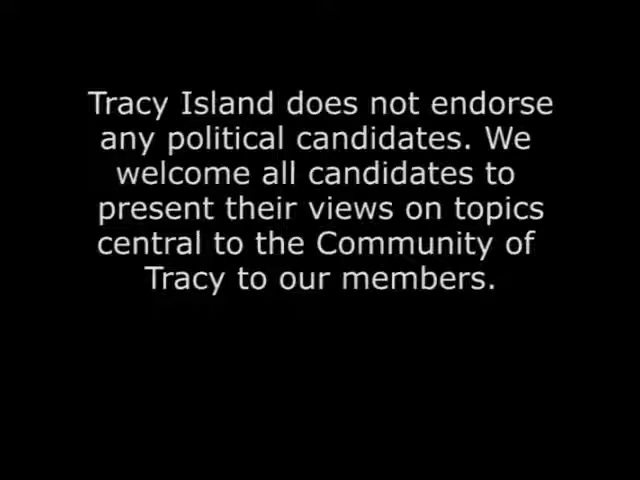 Tracy Island does not endorse
any political candidates. We
welcome all candidates to
present their views on topics
central to the Community of
Tracy to our members.